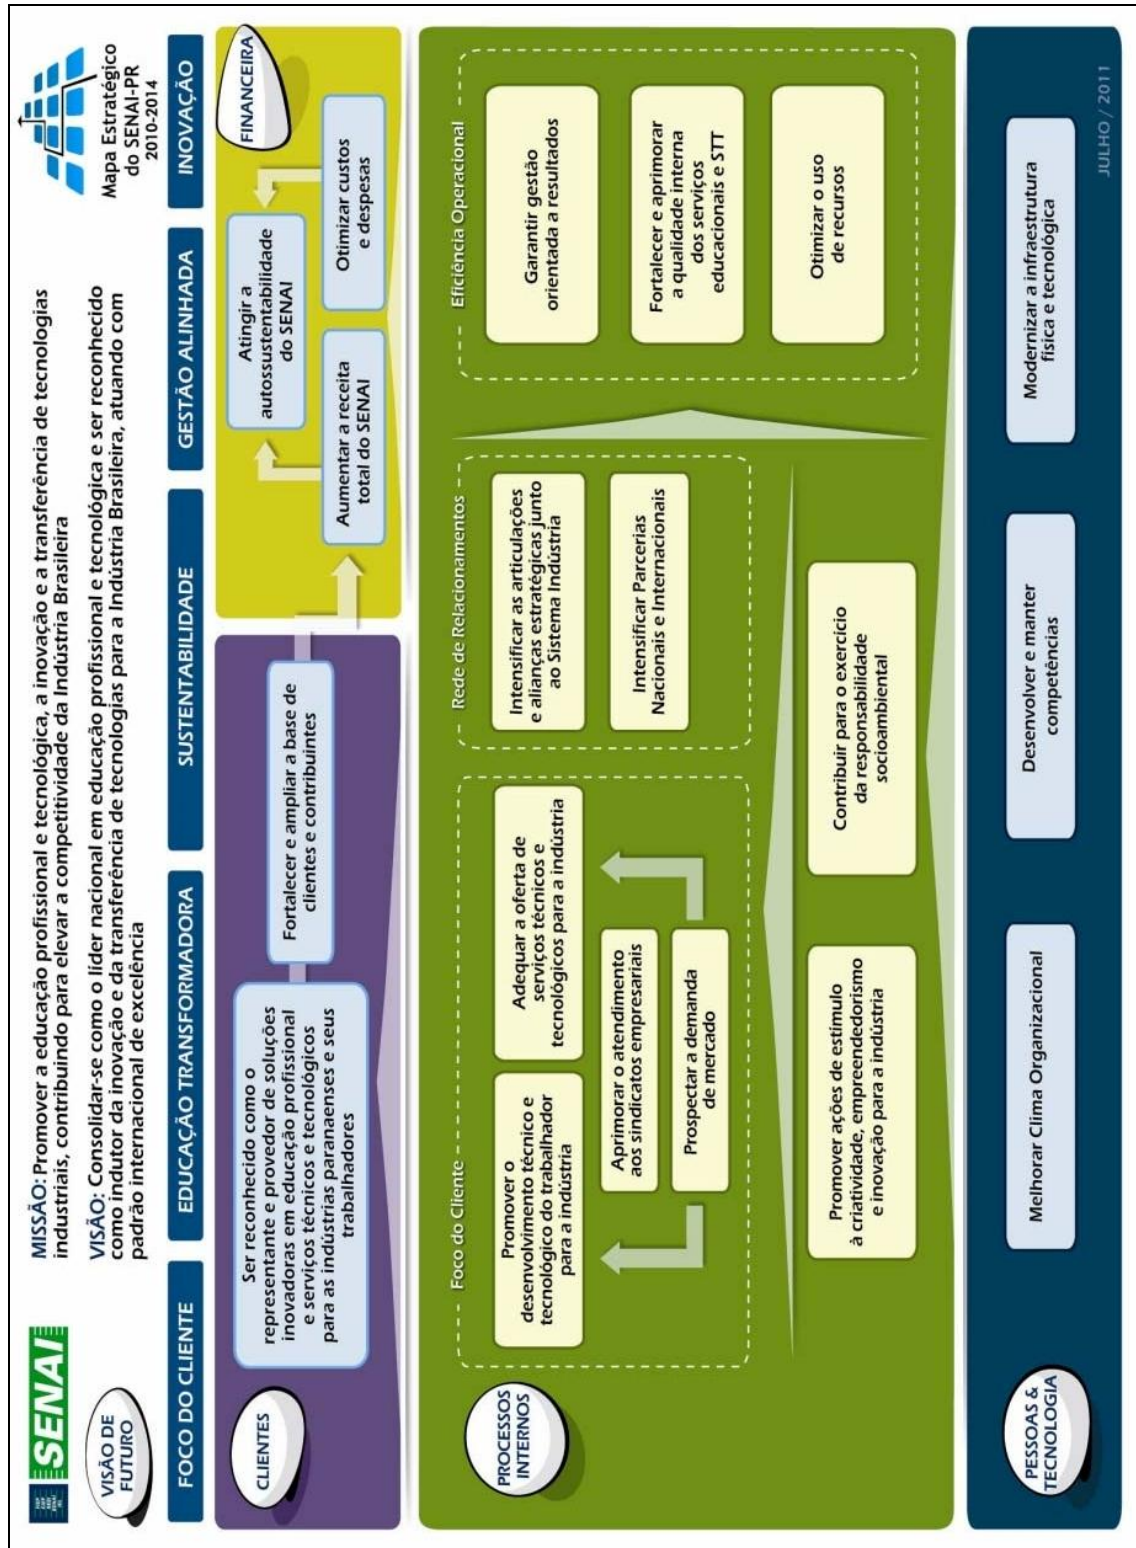 SENAI
VISÃO DE
FUTURO
MISSÃO: Promover a educação profissional e tecnológica, a inovação e a transferência de tecnologias
industriais, contribuindo para elevar a competitividade da Indústria Brasileira
VISÃO: Consolidar-se como o líder nacional em educação profissional e tecnológica e ser reconhecido
como indutor da inovação e da transferência de tecnologias para a Indústria Brasileira, atuando com
padrão internacional de excelência
Mapa Estratégico
do SENAI-PR
2010-2014
FOCO DO CLIENTE
EDUCAÇÃO TRANSFORMADORA
SUSTENTABILIDADE
GESTÃO ALINHADA
INOVAÇÃO
CLIENTES
Ser reconhecido como o
representante e provedor de soluções
inovadoras em educação profissional
e serviços técnicos e tecnológicos
para as indústrias paranaenses e seus
trabalhadores
Fortalecer e ampliar a base de
clientes e contribuintes
FINANCEIRA
Atingir a
autossustentabilidade
do SENAI
Aumentar a receita
total do SENAI
Otimizar custos
e despesas
PROCESSOS
INTERNOS
Foco do Cliente
Promover o
desenvolvimento técnico e
tecnológico do trabalhador
para a indústria
Adequar a oferta de
serviços técnicos e
tecnológicos para a indústria
Aprimorar o atendimento
aos sindicatos empresariais
Prospectar a demanda
de mercado
Rede de Relacionamentos
Intensificar as articulações
e alianças estratégicas junto
ao Sistema Indústria
Intensificar Parcerias
Nacionais e Internacionais
Promover ações de estímulo
à criatividade, empreendedorismo
e inovação para a indústria
Contribuir para o exercício
da responsabilidade
socioambiental
Eficiência Operacional
Garantir gestão
orientada a resultados
Fortalecer e aprimorar
a qualidade interna
dos serviços
educacionais e STT
Otimizar o uso
de recursos
PESSOAS &
TECNOLOGIA
Melhorar Clima Organizacional
Desenvolver e manter
competências
Modernizar a infraestrutura
física e tecnológica
JULHO / 2011